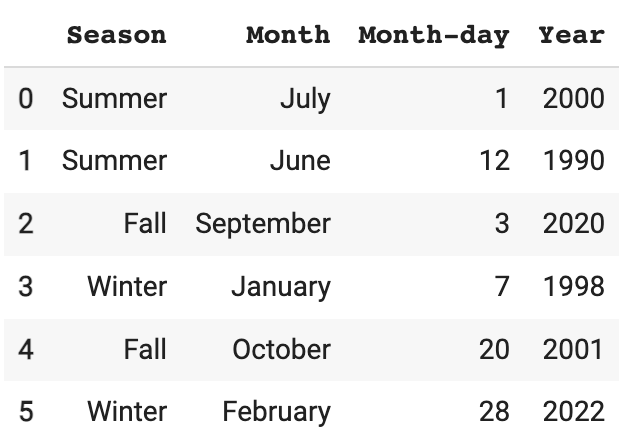 Season Month Month-day Year
0 Summer July 1 2000
1 Summer June 12 1990
2 Fall September 3 2020
3 Winter January 7 1998
4 Fall October 20 2001
5 Winter February 28 2022